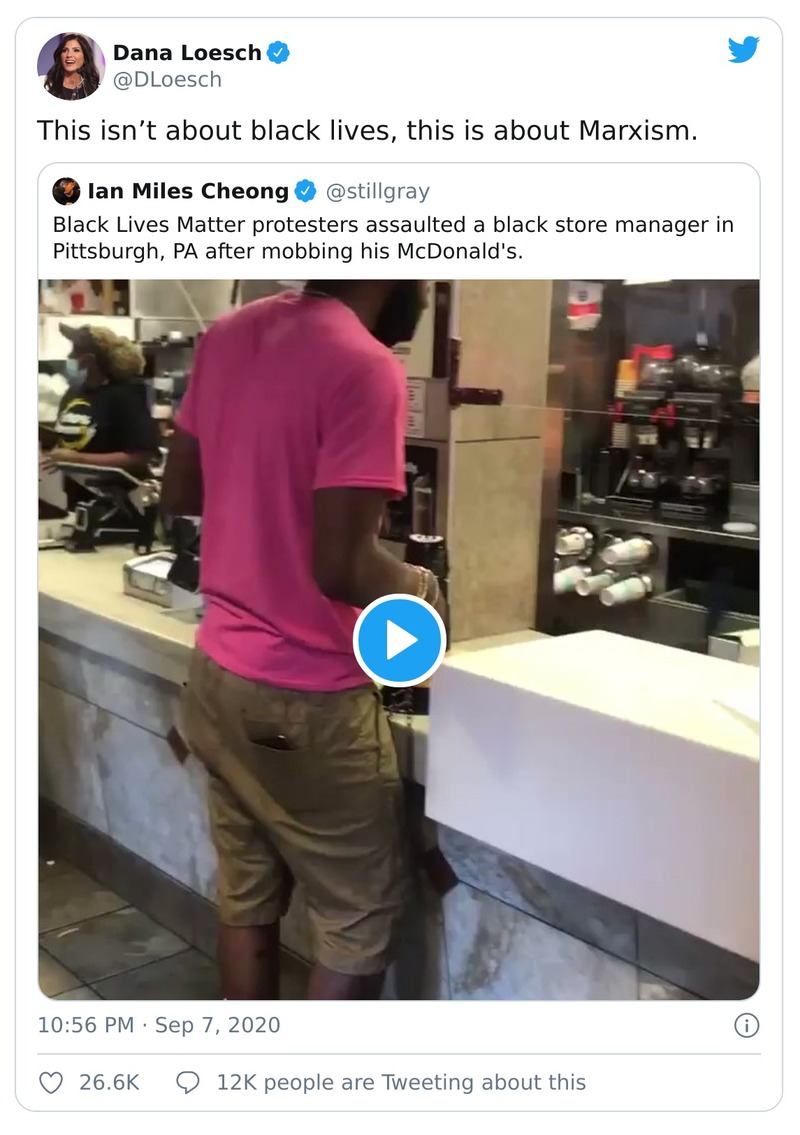 Dana Loesch
@DLoesch
This isn’t about black lives, this is about Marxism.
Ian Miles Cheong @stillgray
Black Lives Matter protesters assaulted a black store manager in
Pittsburgh, PA after mobbing his McDonald's.
10:56 PM · Sep 7, 2020
26.6K 12K people are Tweeting about this